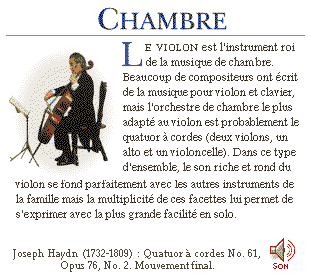 CHAMBRE
LE VIOLON est l'instrument roi
de la musique de chambre.
Beaucoup de compositeurs ont écrit
de la musique pour violon et clavier,
mais l'orchestre de chambre le plus
adapté au violon est probablement le
quatuor à cordes (deux violons, un
alto et un violoncelle). Dans ce type
d'ensemble, le son riche et rond du
violon se fond parfaitement avec les autres instruments de
la famille mais la multiplicité de ces facettes lui permet de
s'exprimer avec la plus grande facilité en solo.
Joseph Haydn (1732-1809) : Quatuor à cordes No. 61,
Opus 76, No. 2. Mouvement final.
SON